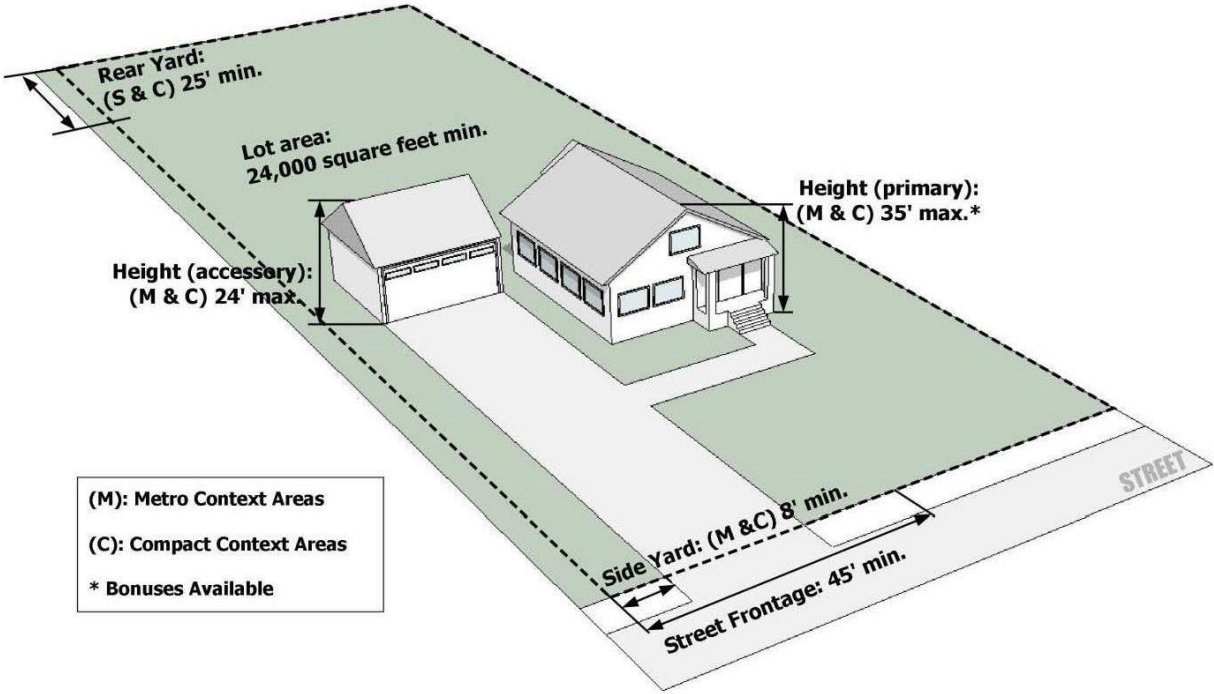 Rear Yard:
(S & C) 25' min.
Lot area:
24,000 square feet min.
Height (primary):
(M & C) 35' max.*
Height (accessory):
(M & C) 24' max.
STREET
Side Yard: (M &C) 8' min.
Street Frontage: 45' min.
(M): Metro Context Areas
(C): Compact Context Areas
* Bonuses Available